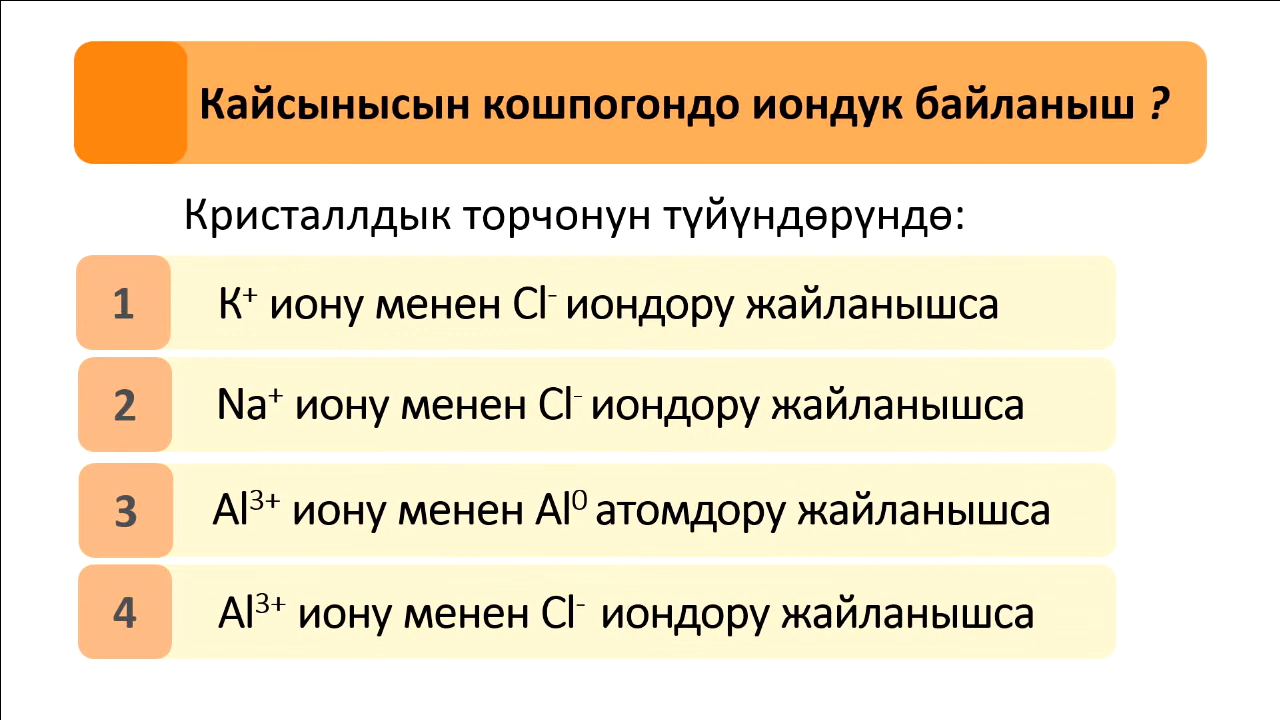 Кайсынысын кошпогондо иондук байланыш ?
Кристаллдык торчонун түйүндөрүндө:
1 К⁺ иону менен Cl⁻ иондору жайланышса
2 Na⁺ иону менен Cl⁻ иондору жайланышса
3 Al³⁺ иону менен Al⁰ атомдору жайланышса
4 Al³⁺ иону менен Cl⁻ иондору жайланышса